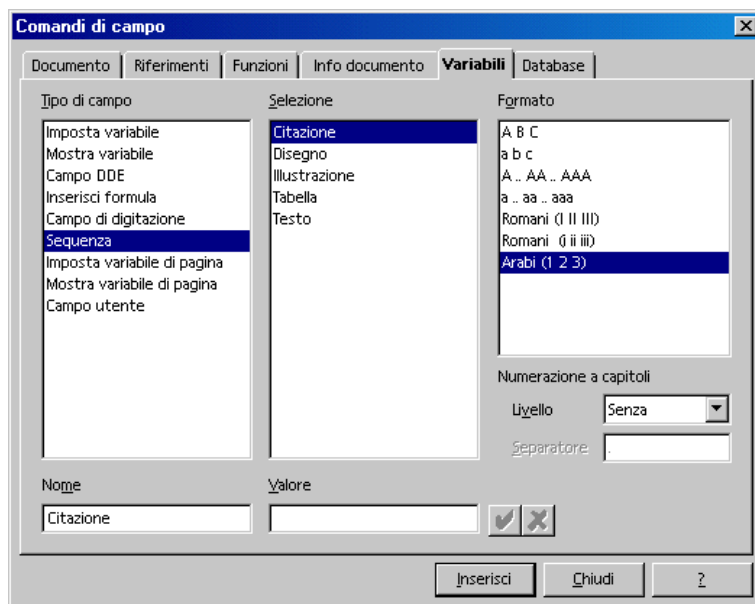 Comandi di campo
Documento
Riferimenti
Funzioni
Info documento
Variabili
Database
Tipo di campo
Imposta variabile
Mostra variabile
Campo DDE
Inserisci formula
Campo di digitazione
Sequenza
Imposta variabile di pagina
Mostra variabile di pagina
Campo utente
Selezione
Citazione
Disegno
Illustrazione
Tabella
Testo
Formato
A B C
a b c
A .. AA .. AAA
a .. aa .. aaa
Romani (I II III)
Romani (i ii iii)
Arabi (1 2 3)
Numerazione a capitoli
Livello
Senza
Separatore
.
Nome
Citazione
Valore
Inserisci
Chiudi
?